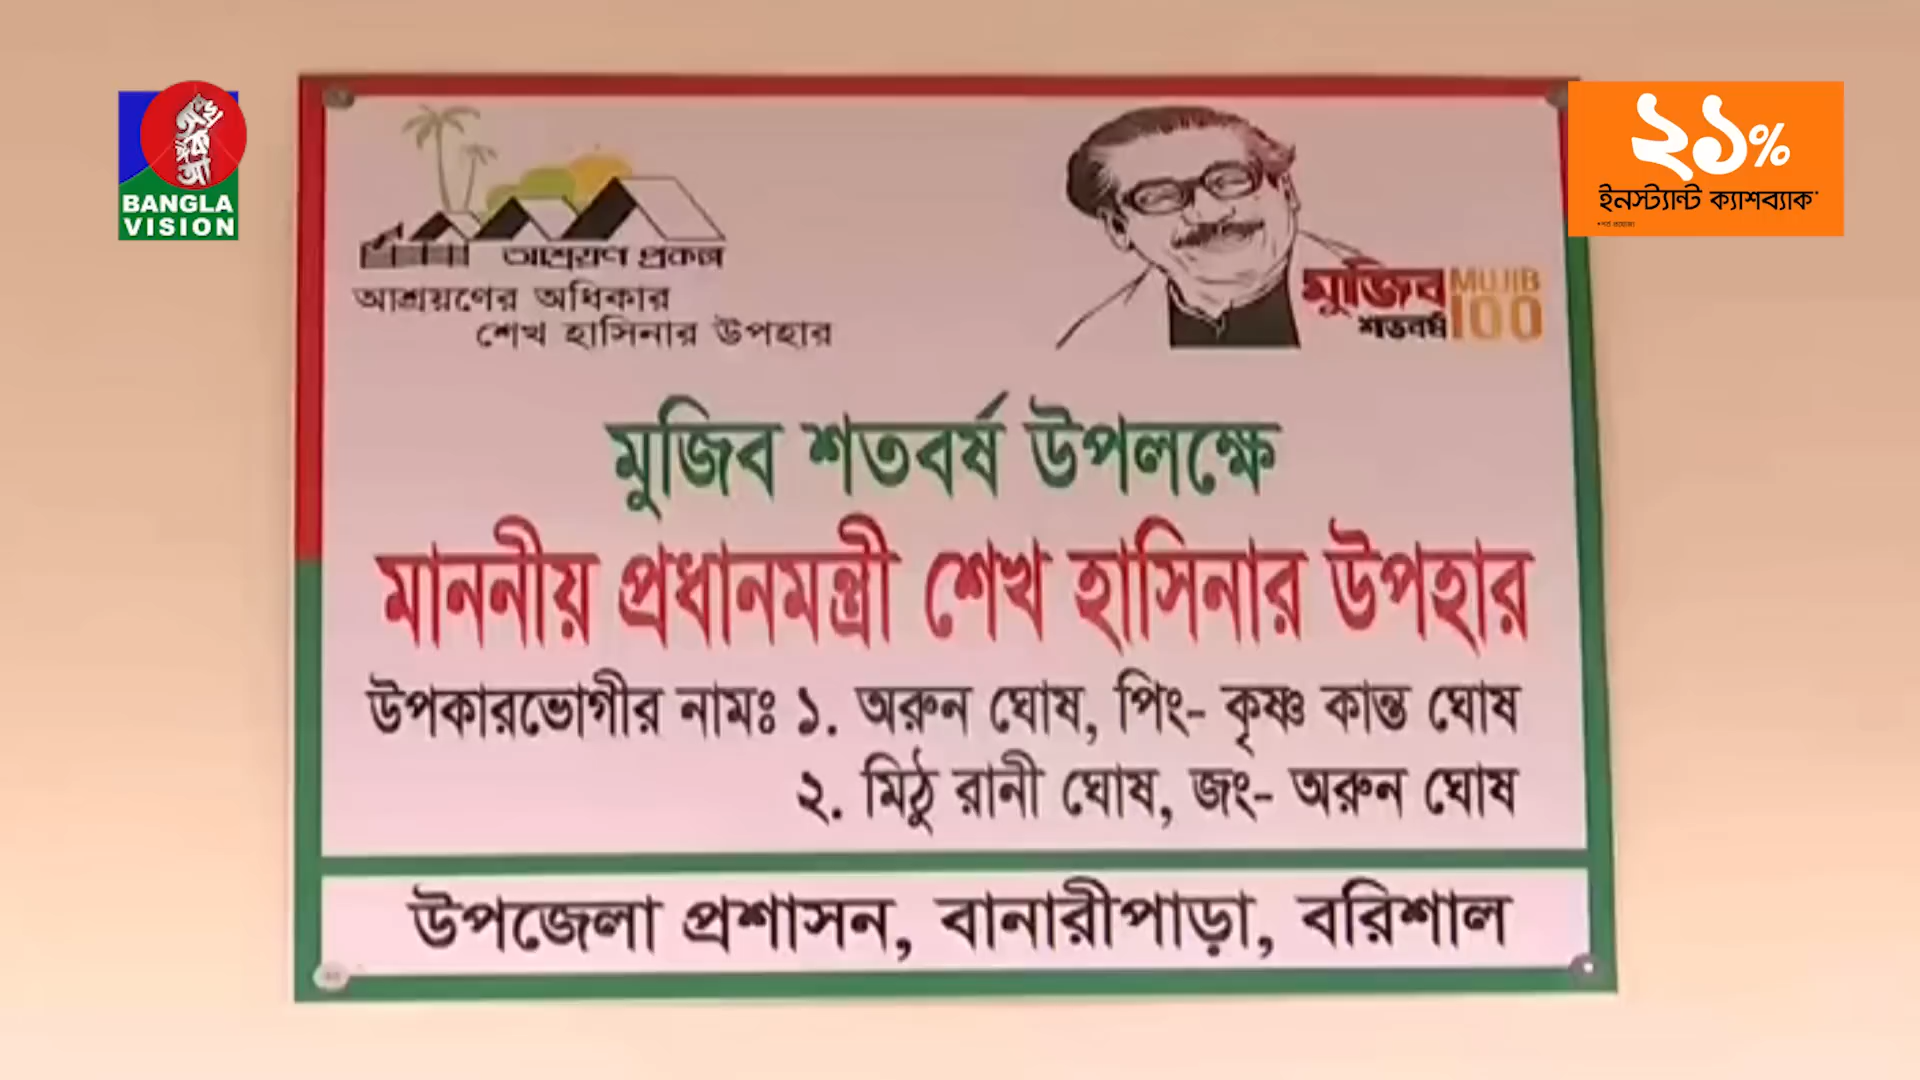 BANGLA
VISION
২১%
ইনস্ট্যান্ট ক্যাশব্যাক*
আশ্রয়ণ প্রকল্প
আশ্রয়ণের অধিকার
শেখ হাসিনার উপহার
মুজিব MUJIB
শতবর্ষ 100
মুজিব শতবর্ষ উপলক্ষে
মাননীয় প্রধানমন্ত্রী শেখ হাসিনার উপহার
উপকারভোগীর নামঃ ১. অরুন ঘোষ, পিং- কৃষ্ণ কান্ত ঘোষ
২. মিঠু রানী ঘোষ, জং- অরুন ঘোষ
উপজেলা প্রশাসন, বানারীপাড়া, বরিশাল